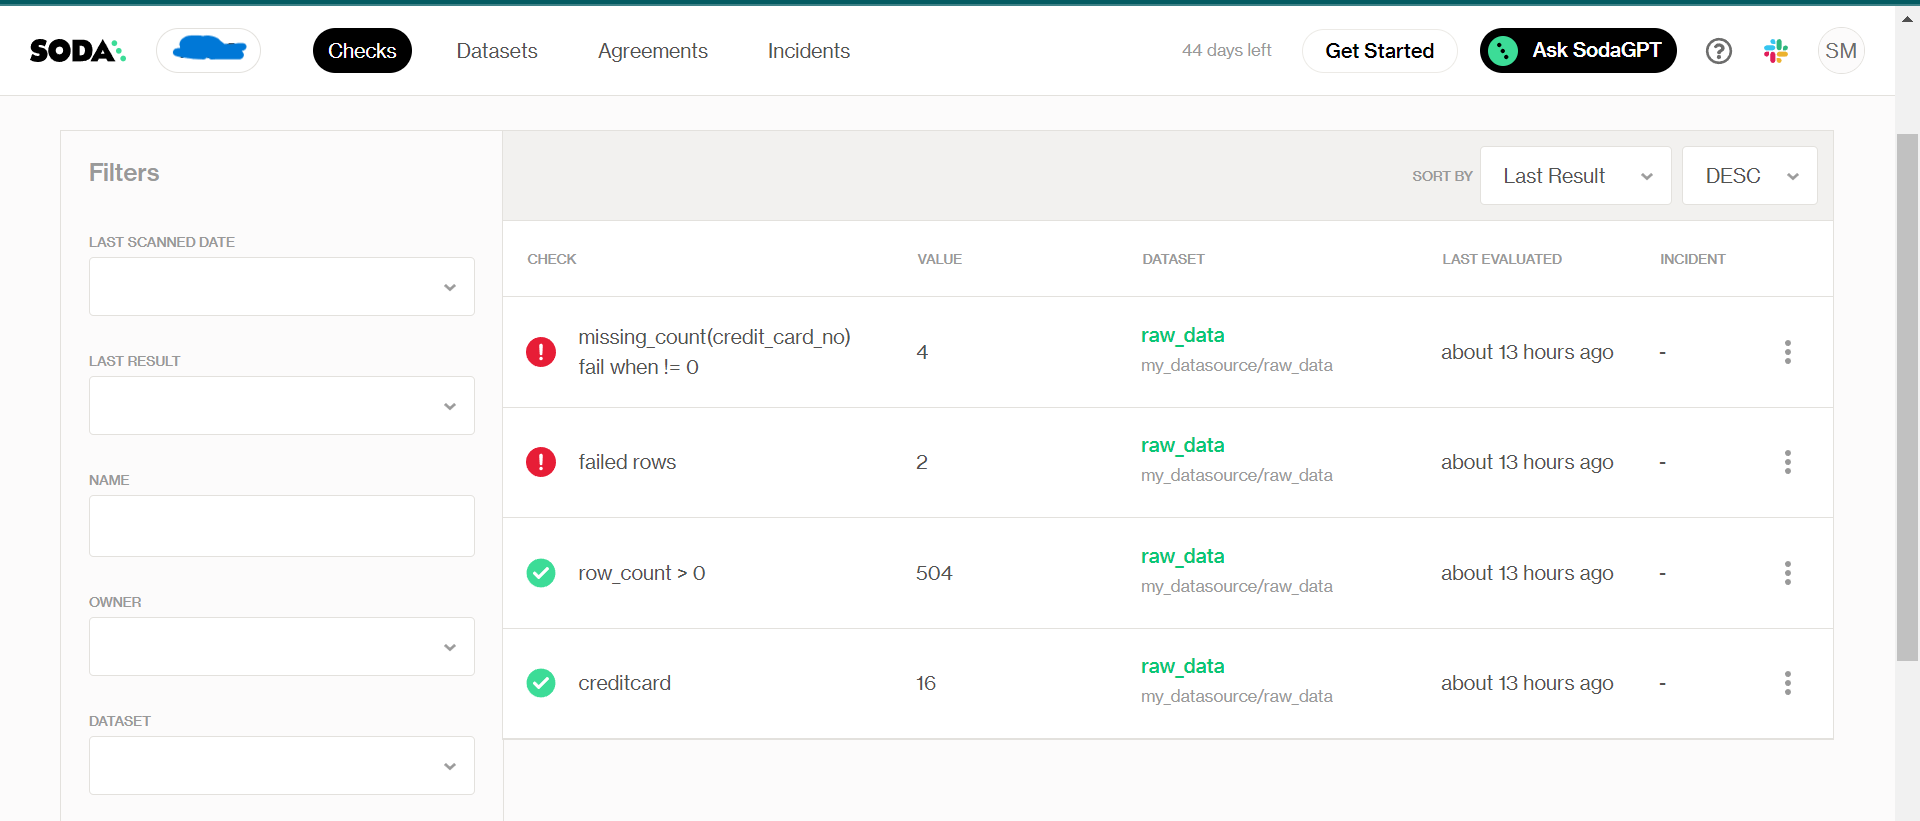 SODA
Checks
Datasets
Agreements
Incidents
44 days left
Get Started
Ask SodaGPT
SM
Filters
SORT BY
Last Result
DESC
LAST SCANNED DATE
LAST RESULT
NAME
OWNER
DATASET
CHECK VALUE DATASET LAST EVALUATED INCIDENT
missing_count(credit_card_no)
fail when != 0
4
raw_data
my_datasource/raw_data
about 13 hours ago
-
failed rows
2
raw_data
my_datasource/raw_data
about 13 hours ago
-
row_count > 0
504
raw_data
my_datasource/raw_data
about 13 hours ago
-
creditcard
16
raw_data
my_datasource/raw_data
about 13 hours ago
-